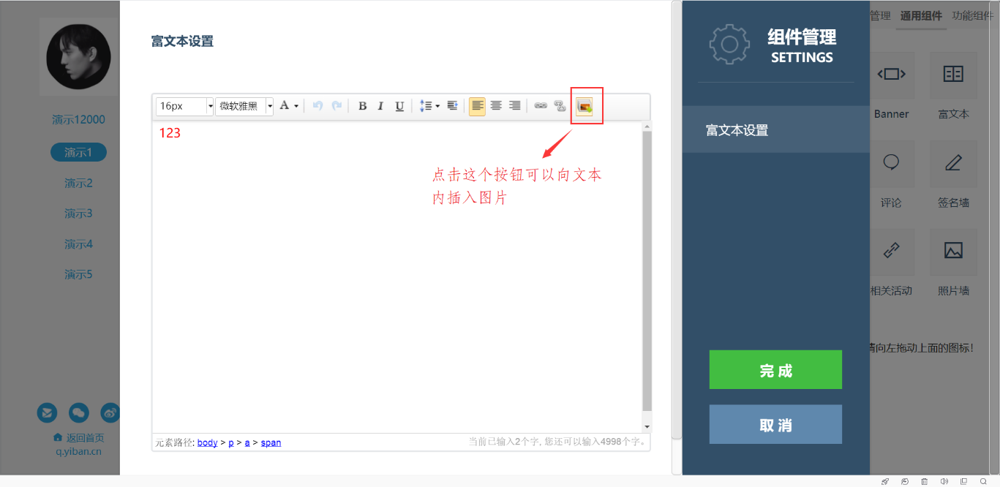 富文本设置
组件管理
SETTINGS
管理 通用组件 功能组件
演示12000
演示1
演示2
演示3
演示4
演示5
返回首页
q.yiban.cn
16px 微软雅黑 A B I U
123
点击这个按钮可以向文本
内插入图片
元素路径: body > p > a > span
当前已输入2个字, 您还可以输入4998个字。
富文本设置
完 成
取 消
Banner 富文本
评论 签名墙
相关活动 照片墙
请向左拖动上面的图标!